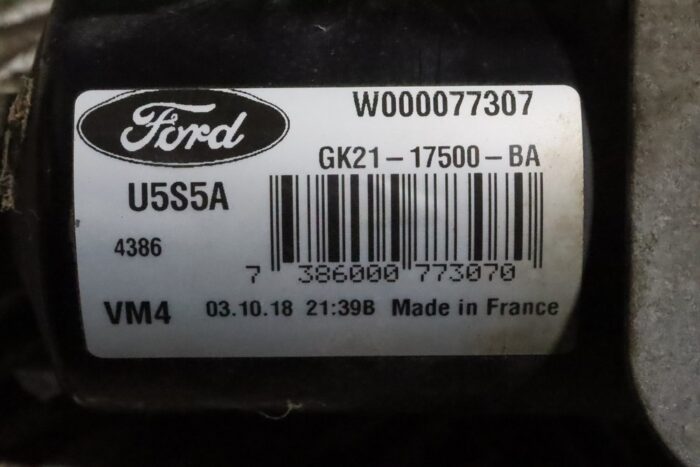 Ford
W000077307
GK21-17500-BA
U5S5A
4386
7 386000 773070
VM4 03.10.18 21:39B Made in France